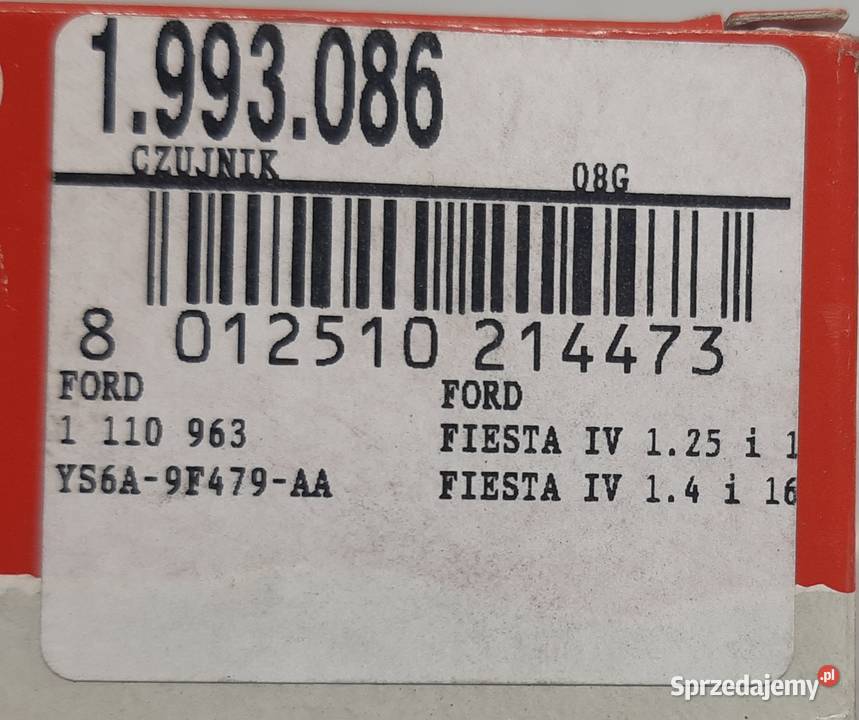 1.993.086
CZUJNIK 08G
8 012510 214473
FORD
1 110 963
YS6A-9F479-AA
FORD
FIESTA IV 1.25 i 1
FIESTA IV 1.4 i 16
Sprzedajemy.pl